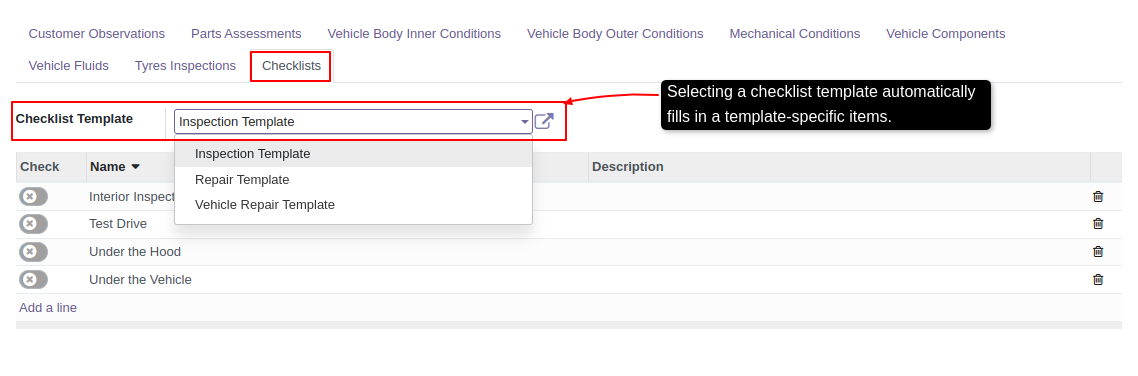 Customer Observations Parts Assessments Vehicle Body Inner Conditions Vehicle Body Outer Conditions Mechanical Conditions Vehicle Components
Vehicle Fluids Tyres Inspections Checklists
Selecting a checklist template automatically
fills in a template-specific items.
Checklist Template Inspection Template
Inspection Template
Repair Template
Vehicle Repair Template
Check Name Description
Interior Inspect
Test Drive
Under the Hood
Under the Vehicle
Add a line